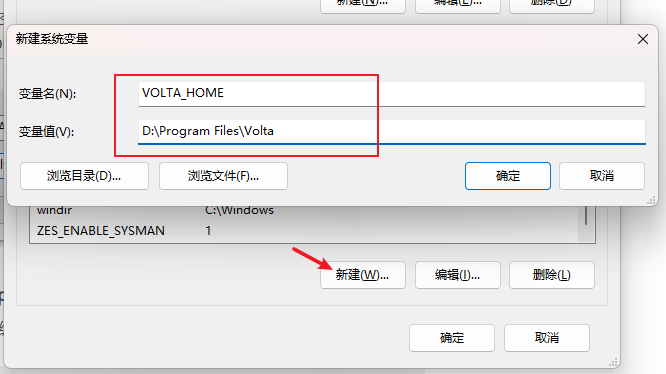 新建(N)...
编辑(E)...
删除(D)
新建系统变量
变量名(N):
VOLTA_HOME
变量值(V):
D:\Program Files\Volta
浏览目录(D)...
浏览文件(F)...
确定
取消
windir
C:\Windows
ZES_ENABLE_SYSMAN
1
新建(W)...
编辑(I)...
删除(L)
确定
取消